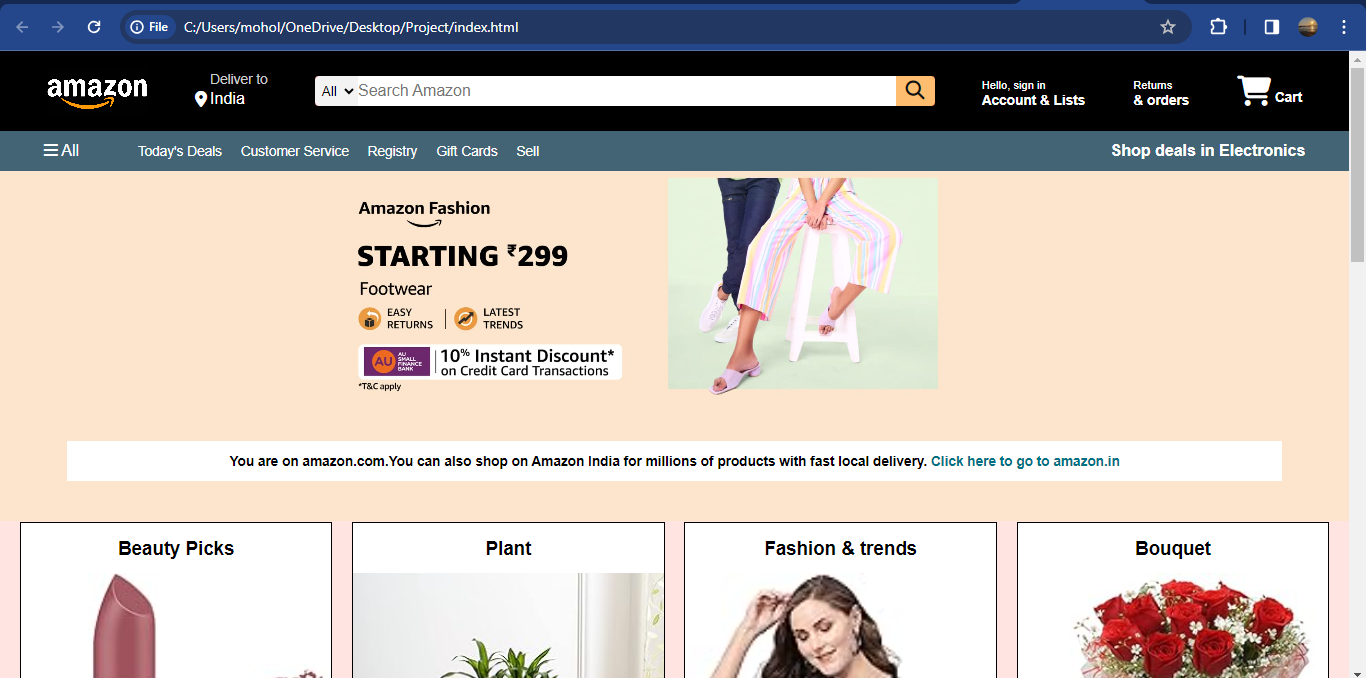 File C:/Users/mohol/OneDrive/Desktop/Project/index.html
amazon
Deliver to
India
All
Search Amazon
Hello, sign in
Account & Lists
Returns
& orders
Cart
All
Today's Deals
Customer Service
Registry
Gift Cards
Sell
Shop deals in Electronics
Amazon Fashion
STARTING ₹299
Footwear
EASY
RETURNS
LATEST
TRENDS
AU
AU
SMALL
FINANCE
BANK
10% Instant Discount*
on Credit Card Transactions
*T&C apply
You are on amazon.com.You can also shop on Amazon India for millions of products with fast local delivery. Click here to go to amazon.in
Beauty Picks
Plant
Fashion & trends
Bouquet